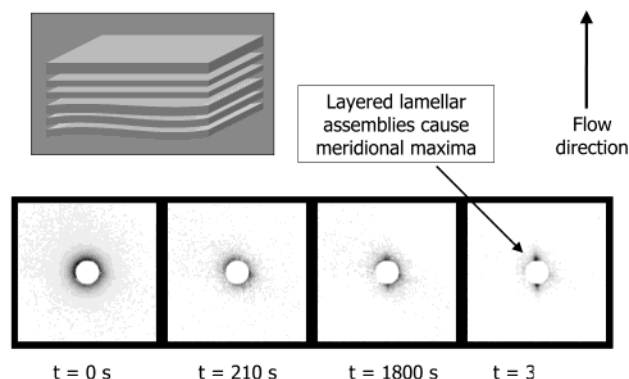 Layered lamellar
assemblies cause
meridional maxima
Flow
direction
t = 0 s
t = 210 s
t = 1800 s
t = 3